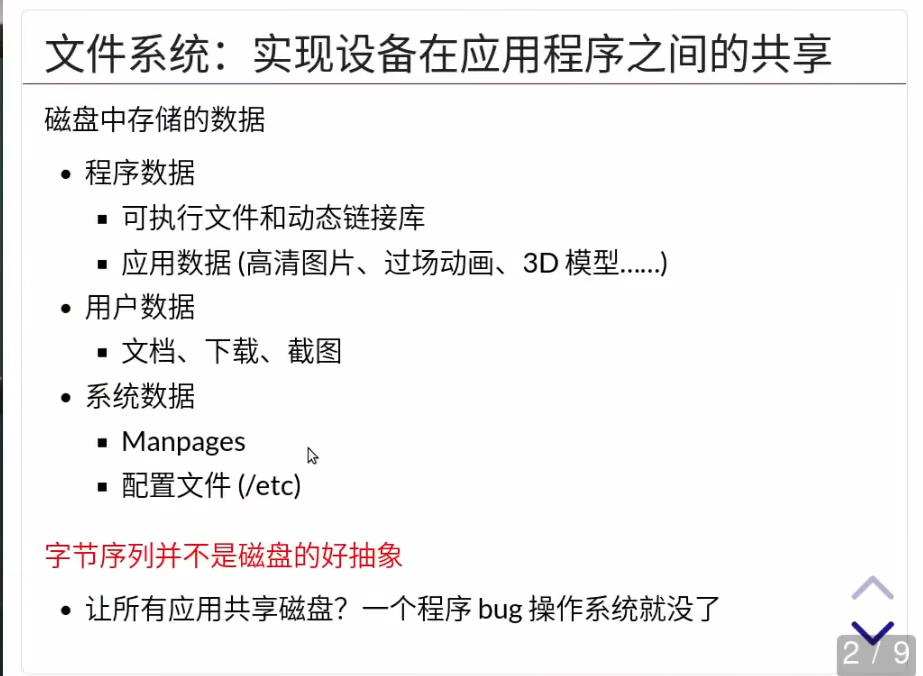 文件系统：实现设备在应用程序之间的共享
磁盘中存储的数据
• 程序数据
▪ 可执行文件和动态链接库
▪ 应用数据 (高清图片、过场动画、3D 模型……)
• 用户数据
▪ 文档、下载、截图
• 系统数据
▪ Manpages
▪ 配置文件 (/etc)
字节序列并不是磁盘的好抽象
• 让所有应用共享磁盘？一个程序 bug 操作系统就没了
2 / 9